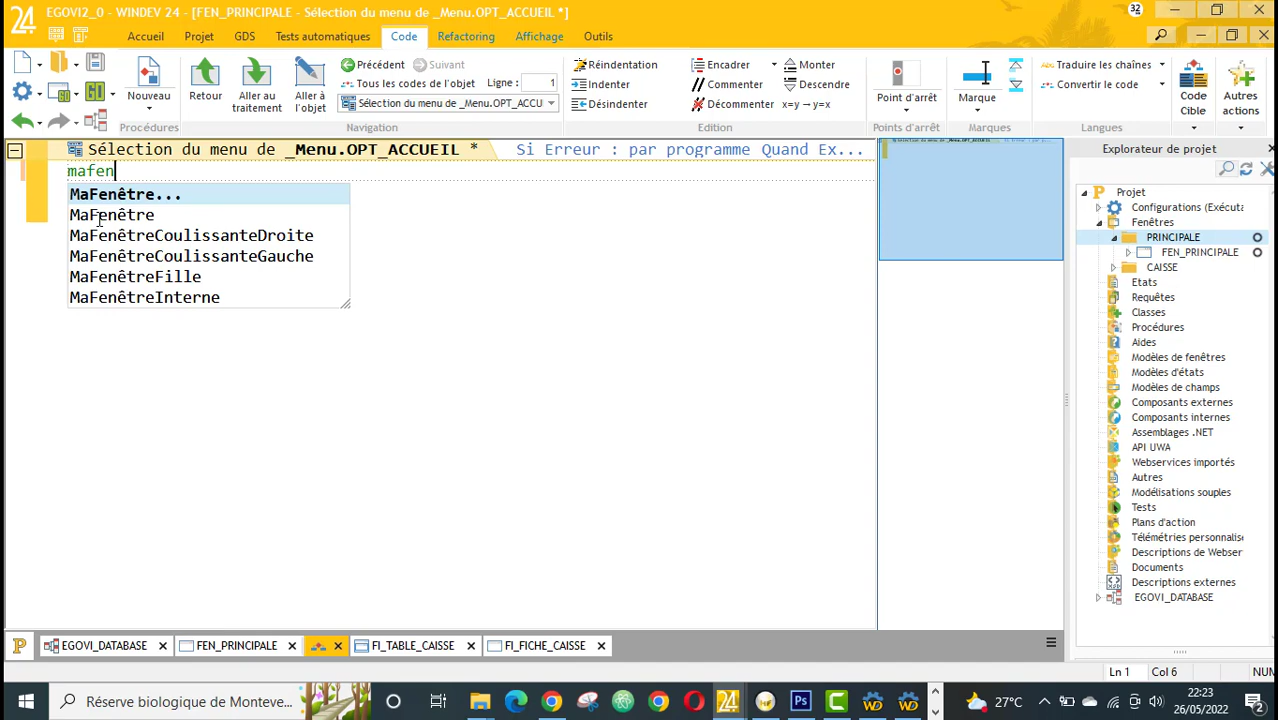 24
EGOVI2_0 - WINDEV 24 - [FEN_PRINCIPALE - Sélection du menu de _Menu.OPT_ACCUEIL *]
32
Accueil Projet GDS Tests automatiques Code Refactoring Affichage Outils
Nouveau
Procédures
Retour
Aller au traitement
Aller à l'objet
Précédent Suivant
Tous les codes de l'objet Ligne : 1
Sélection du menu de _Menu.OPT_ACCU
Navigation
Réindentation
Indenter
Désindenter
Encadrer
Commenter
Décommenter
Monter
Descendre
x=y→y=x
Edition
Point d'arrêt
Points d'arrêt
Marque
Marques
Traduire les chaînes
Convertir le code
Langues
Code Cible
Autres actions
Sélection du menu de _Menu.OPT_ACCUEIL * Si Erreur : par programme Quand Ex...
mafen
MaFenêtre...
MaFenêtre
MaFenêtreCoulissanteDroite
MaFenêtreCoulissanteGauche
MaFenêtreFille
MaFenêtreInterne
Explorateur de projet
Projet
Configurations (Exécuta
Fenêtres
PRINCIPALE
FEN_PRINCIPALE
CAISSE
Etats
Requêtes
Classes
Procédures
Aides
Modèles de fenêtres
Modèles d'états
Modèles de champs
Composants externes
Composants internes
Assemblages .NET
API UWA
Webservices importés
Autres
Modélisations souples
Tests
Plans d'action
Télémétries personnalis
Descriptions de Webser
Documents
Descriptions externes
EGOVI_DATABASE
EGOVI_DATABASE FEN_PRINCIPALE FI_TABLE_CAISSE FI_FICHE_CAISSE
Ln 1 Col 6 NUM
Réserve biologique de Monteve...
27°C
22:23
26/05/2022
2